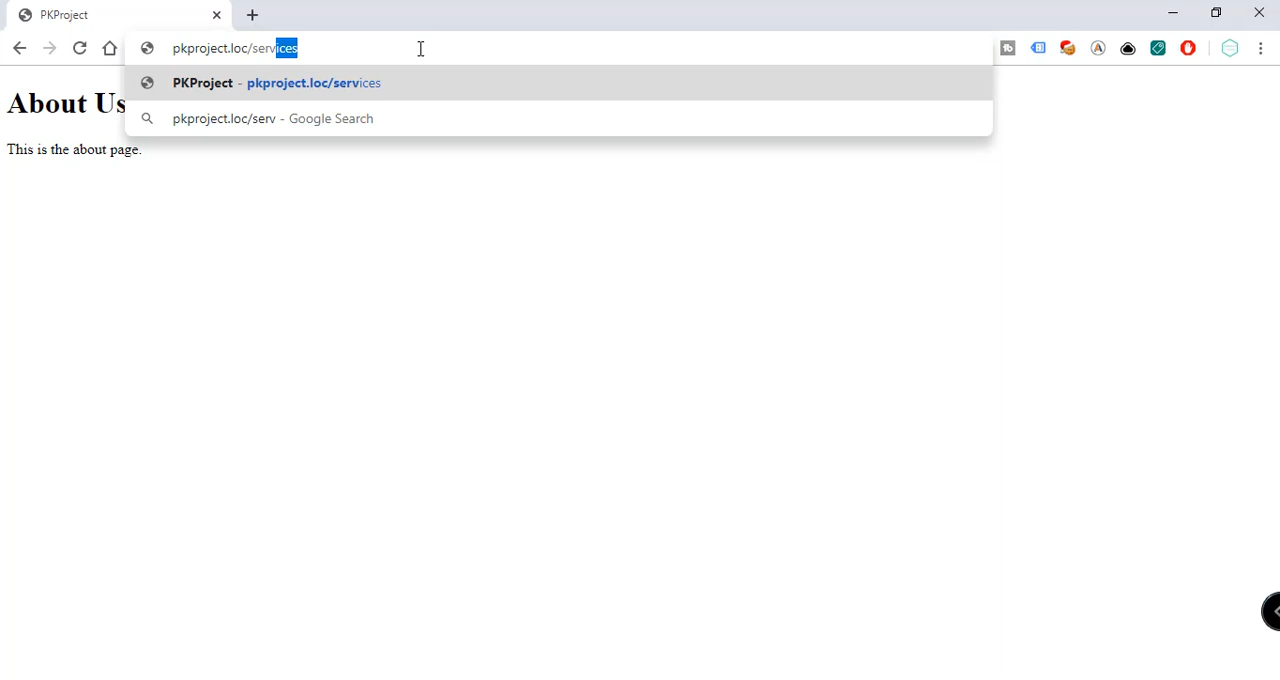 PKProject
pkproject.loc/services
PKProject - pkproject.loc/services
pkproject.loc/serv - Google Search
About Us
This is the about page.